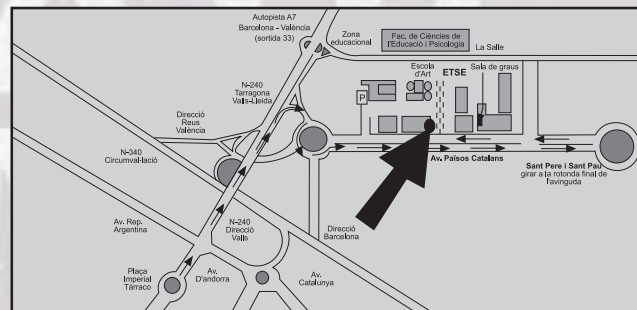 Autopista A7
Barcelona - València
(sortida 33)
Zona
educacional
Fac. de Ciències de
l'Educació i Psicologia
La Salle
Escola
d'Art
ETSE
Sala de graus
N-240
Tarragona
Valls-Lleida
P
Direcció
Reus
València
N-340
Circumval·lació
Av. Països Catalans
Sant Pere i Sant Pau
girar a la rotonda final de
l'avinguda
Av. Rep.
Argentina
N-240
Direcció
Valls
Direcció
Barcelona
Plaça
Imperial
Tàrraco
Av.
D'andorra
Av.
Catalunya